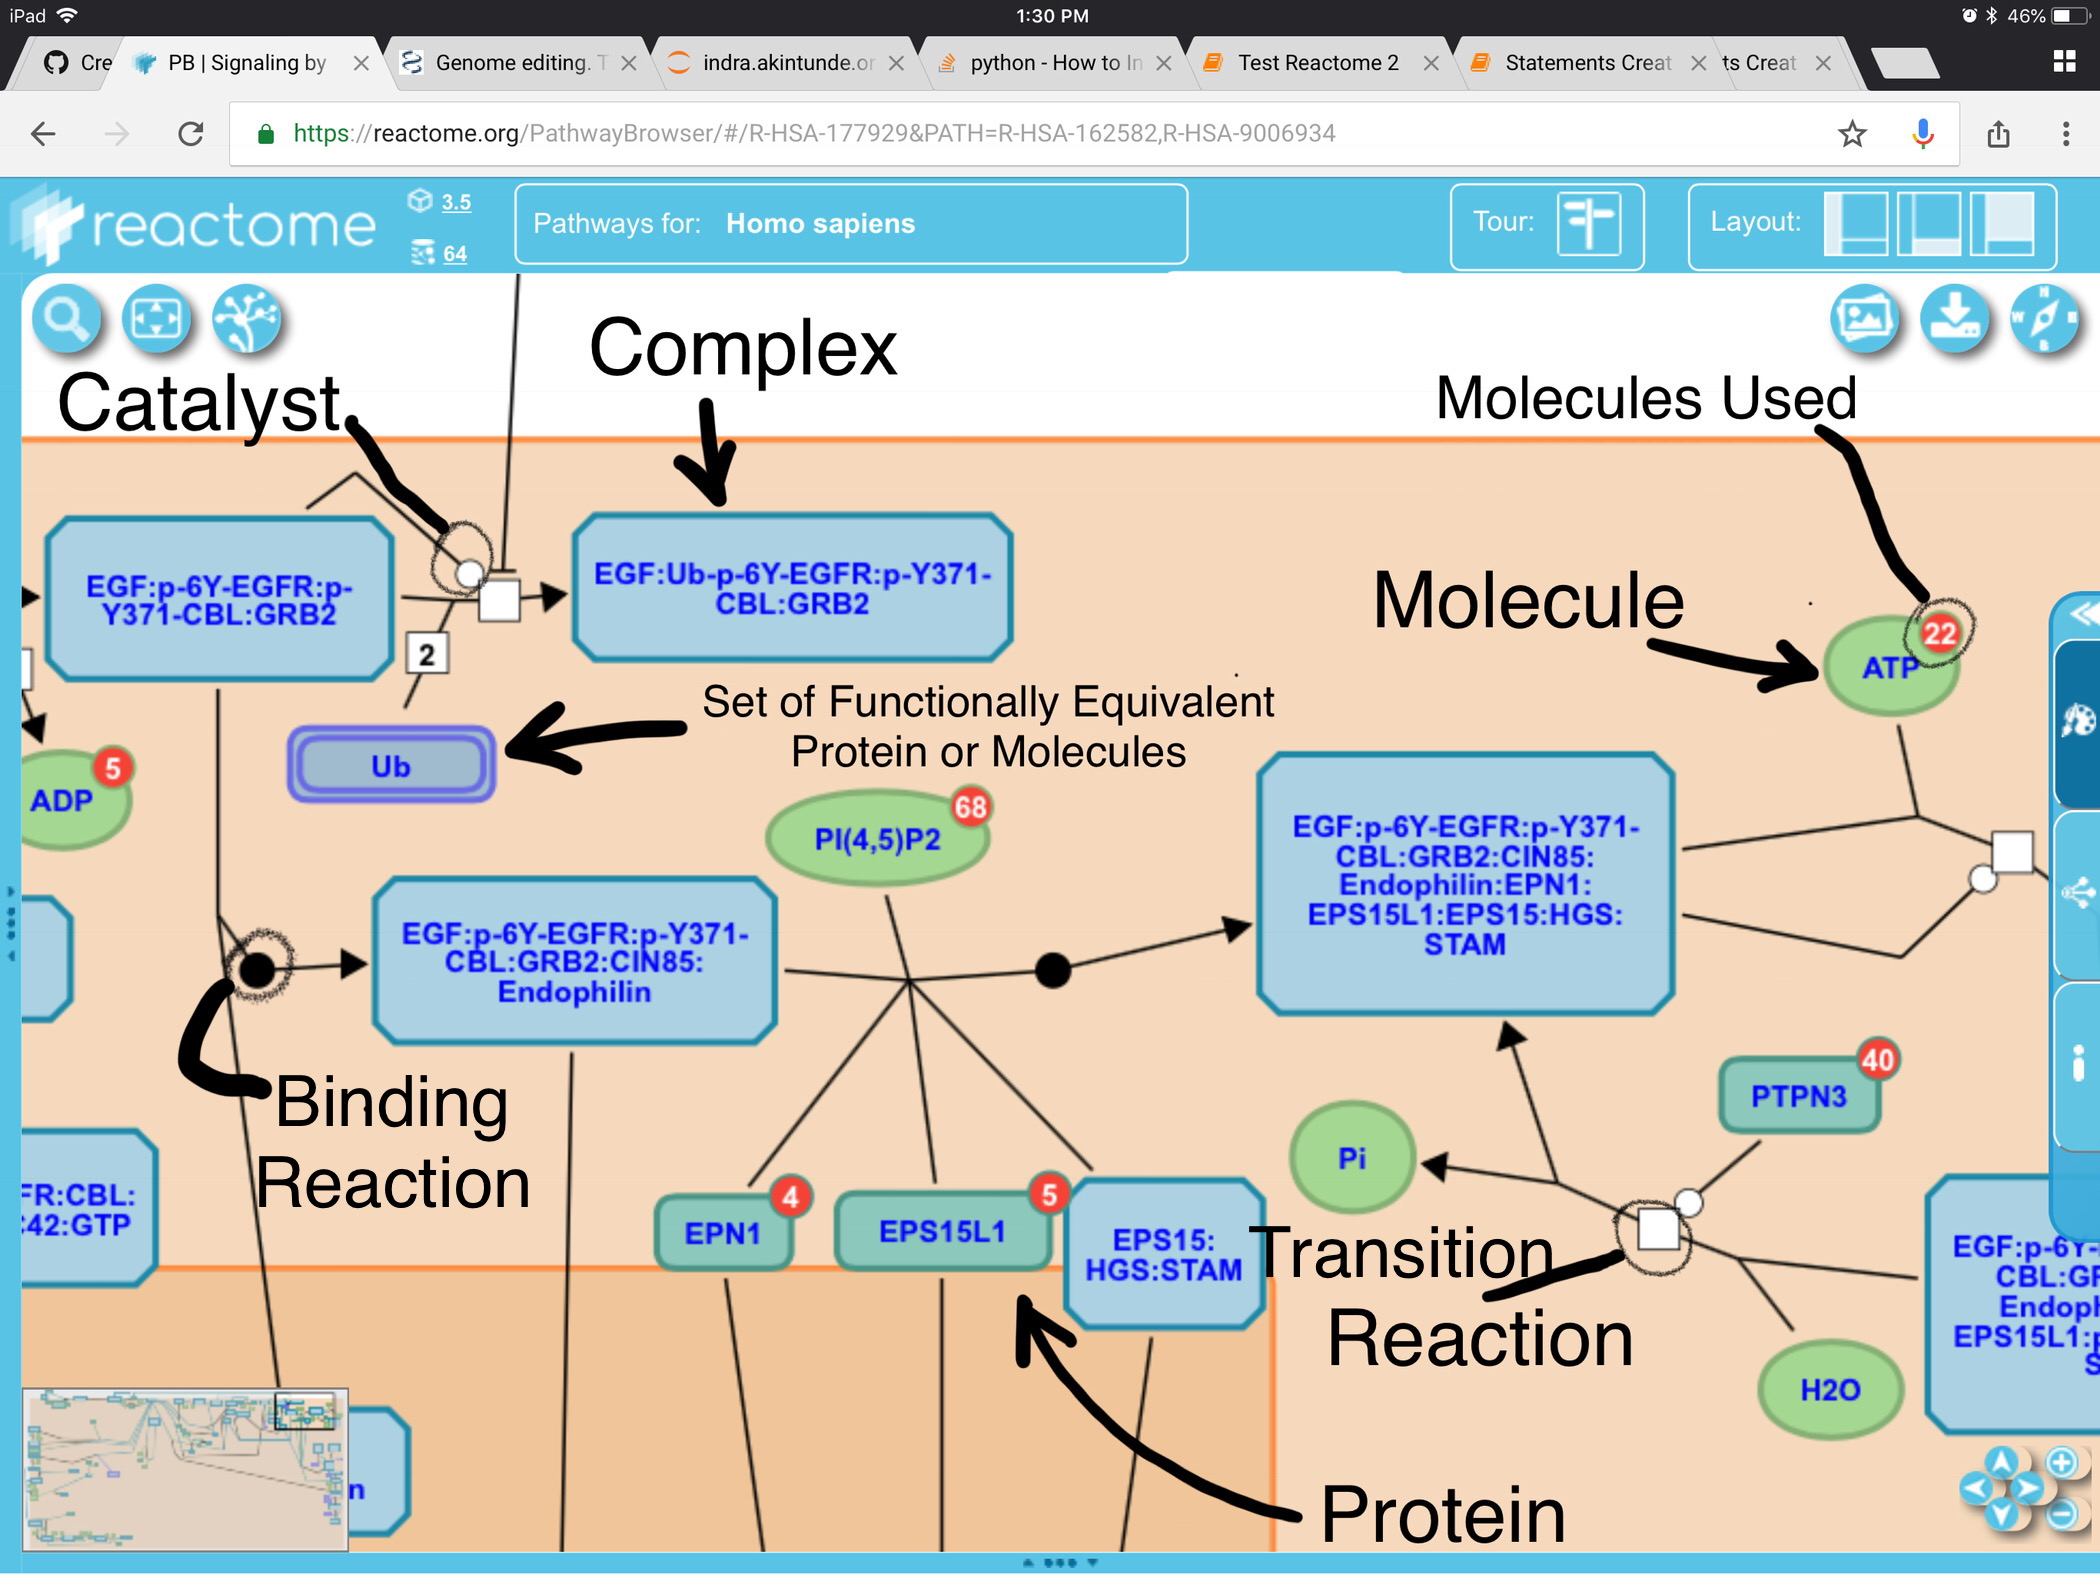 iPad
1:30 PM
46%
Cre
PB | Signaling by
Genome editing. T
indra.akintunde.or
python - How to In
Test Reactome 2
Statements Creat
ts Creat
https://reactome.org/PathwayBrowser/#/R-HSA-177929&PATH=R-HSA-162582,R-HSA-9006934
reactome
3.5
64
Pathways for: Homo sapiens
Tour:
Layout:
Complex
Catalyst
Molecules Used
EGF:p-6Y-EGFR:p-
Y371-CBL:GRB2
EGF:Ub-p-6Y-EGFR:p-Y371-
CBL:GRB2
2
Molecule
22
ATP
Set of Functionally Equivalent
Protein or Molecules
Ub
5
ADP
68
PI(4,5)P2
EGF:p-6Y-EGFR:p-Y371-
CBL:GRB2:CIN85:
Endophilin:EPN1:
EPS15L1:EPS15:HGS:
STAM
EGF:p-6Y-EGFR:p-Y371-
CBL:GRB2:CIN85:
Endophilin
Binding
Reaction
40
PTPN3
Pi
FR:CBL:
42:GTP
4
EPN1
5
EPS15L1
EPS15:
HGS:STAM
Transition
Reaction
EGF:p-6Y-
CBL:GR
Endoph
EPS15L1:p
S
H2O
n
Protein